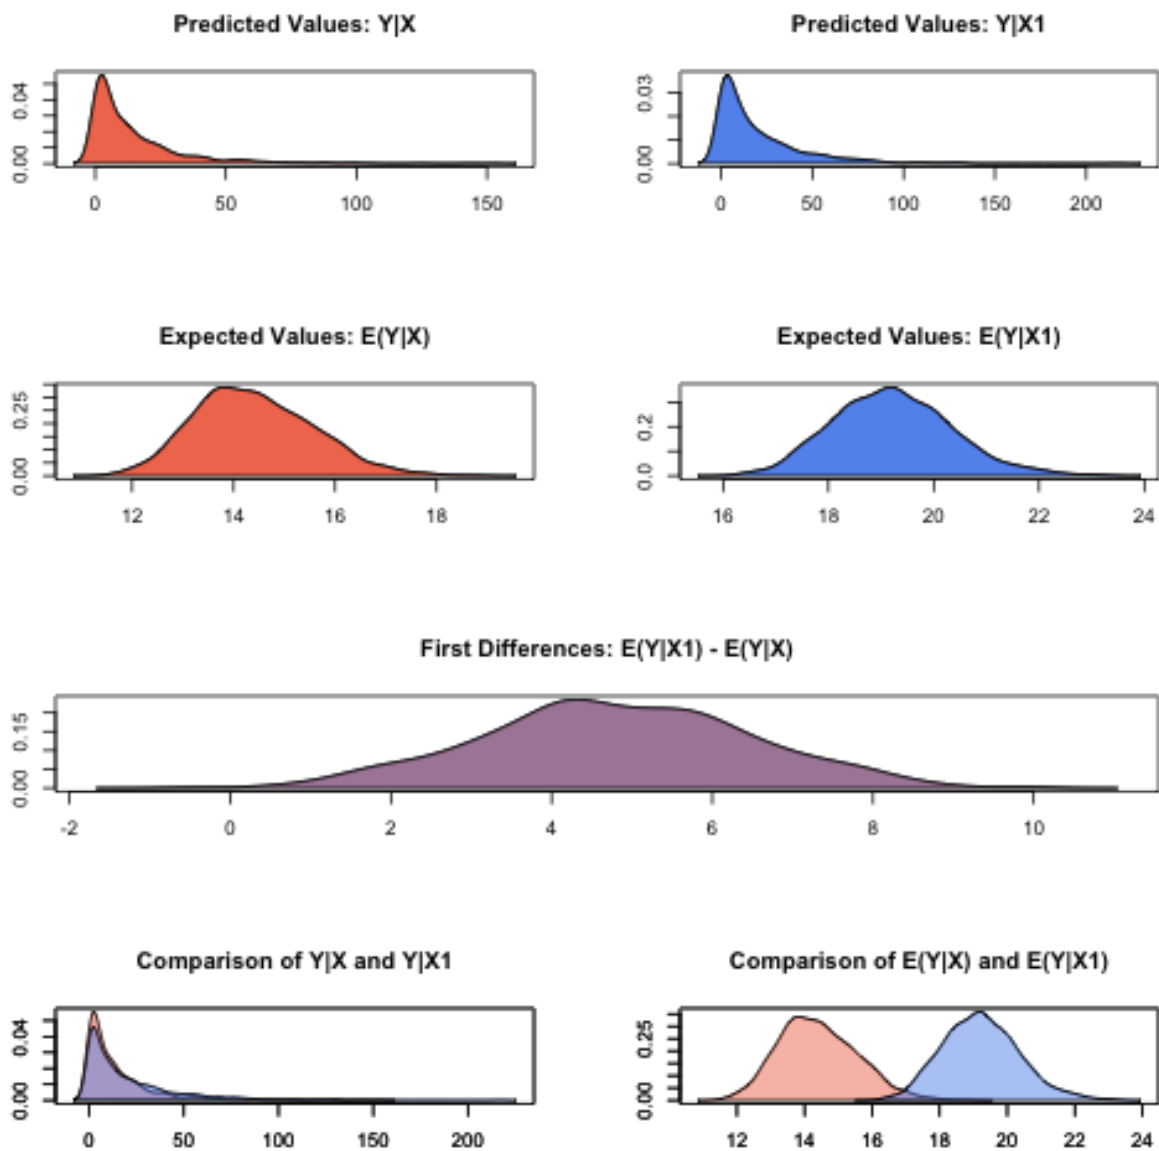 Predicted Values: Y|X
0.04
0.00
0 50 100 150
Predicted Values: Y|X1
0.03
0.00
0 50 100 150 200
Expected Values: E(Y|X)
0.25
0.00
12 14 16 18
Expected Values: E(Y|X1)
0.2
0.0
16 18 20 22 24
First Differences: E(Y|X1) - E(Y|X)
0.15
0.00
-2 0 2 4 6 8 10
Comparison of Y|X and Y|X1
0.04
0.00
0 50 100 150 200
Comparison of E(Y|X) and E(Y|X1)
0.25
0.00
12 14 16 18 20 22 24